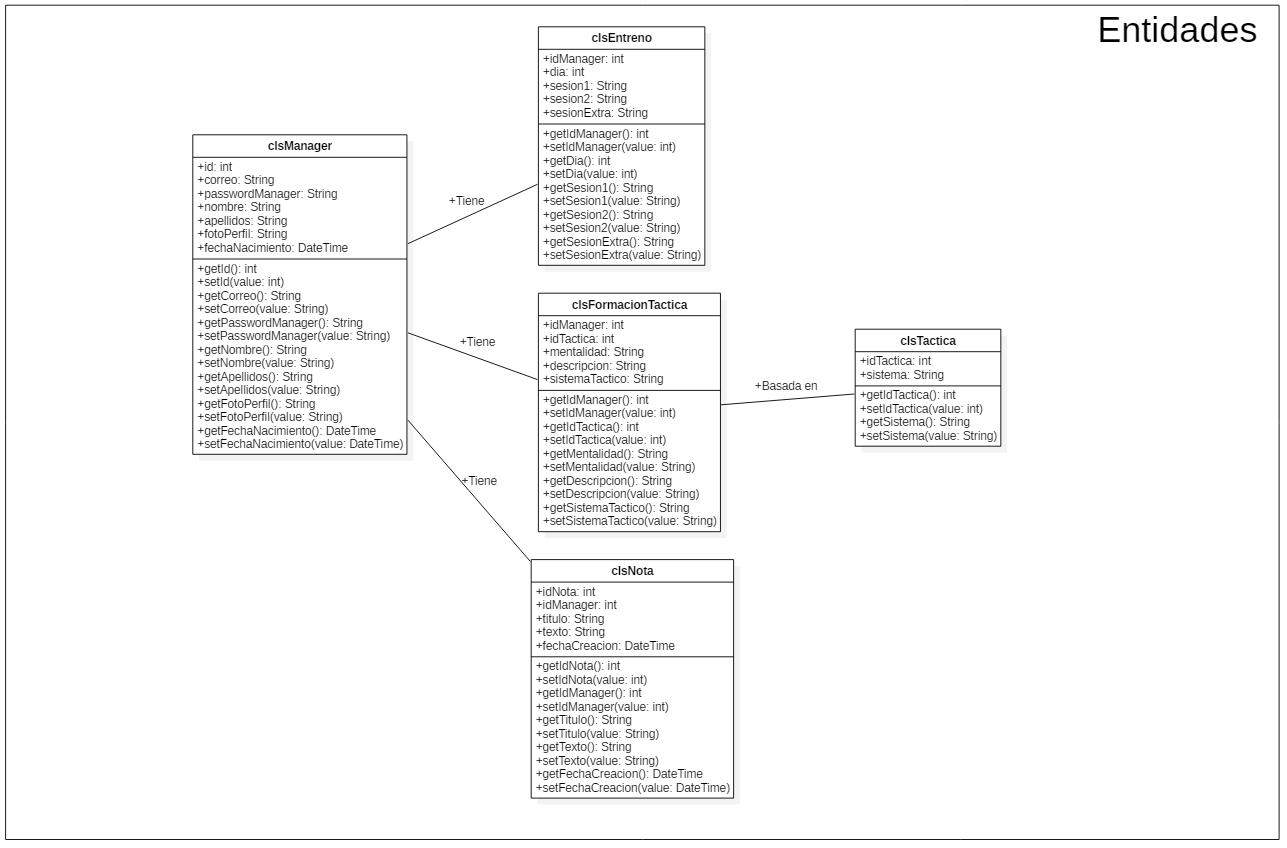 Entidades
clsManager
+id: int
+correo: String
+passwordManager: String
+nombre: String
+apellidos: String
+fotoPerfil: String
+fechaNacimiento: DateTime
+getId(): int
+setId(value: int)
+getCorreo(): String
+setCorreo(value: String)
+getPasswordManager(): String
+setPasswordManager(value: String)
+getNombre(): String
+setNombre(value: String)
+getApellidos(): String
+setApellidos(value: String)
+getFotoPerfil(): String
+setFotoPerfil(value: String)
+getFechaNacimiento(): DateTime
+setFechaNacimiento(value: DateTime)
+Tiene
+Tiene
+Tiene
clsEntreno
+idManager: int
+dia: int
+sesion1: String
+sesion2: String
+sesionExtra: String
+getIdManager(): int
+setIdManager(value: int)
+getDia(): int
+setDia(value: int)
+getSesion1(): String
+setSesion1(value: String)
+getSesion2(): String
+setSesion2(value: String)
+getSesionExtra(): String
+setSesionExtra(value: String)
clsFormacionTactica
+idManager: int
+idTactica: int
+mentalidad: String
+descripcion: String
+sistemaTactico: String
+getIdManager(): int
+setIdManager(value: int)
+getIdTactica(): int
+setIdTactica(value: int)
+getMentalidad(): String
+setMentalidad(value: String)
+getDescripcion(): String
+setDescripcion(value: String)
+getSistemaTactico(): String
+setSistemaTactico(value: String)
+Basada en
clsTactica
+idTactica: int
+sistema: String
+getIdTactica(): int
+setIdTactica(value: int)
+getSistema(): String
+setSistema(value: String)
clsNota
+idNota: int
+idManager: int
+titulo: String
+texto: String
+fechaCreacion: DateTime
+getIdNota(): int
+setIdNota(value: int)
+getIdManager(): int
+setIdManager(value: int)
+getTitulo(): String
+setTitulo(value: String)
+getTexto(): String
+setTexto(value: String)
+getFechaCreacion(): DateTime
+setFechaCreacion(value: DateTime)